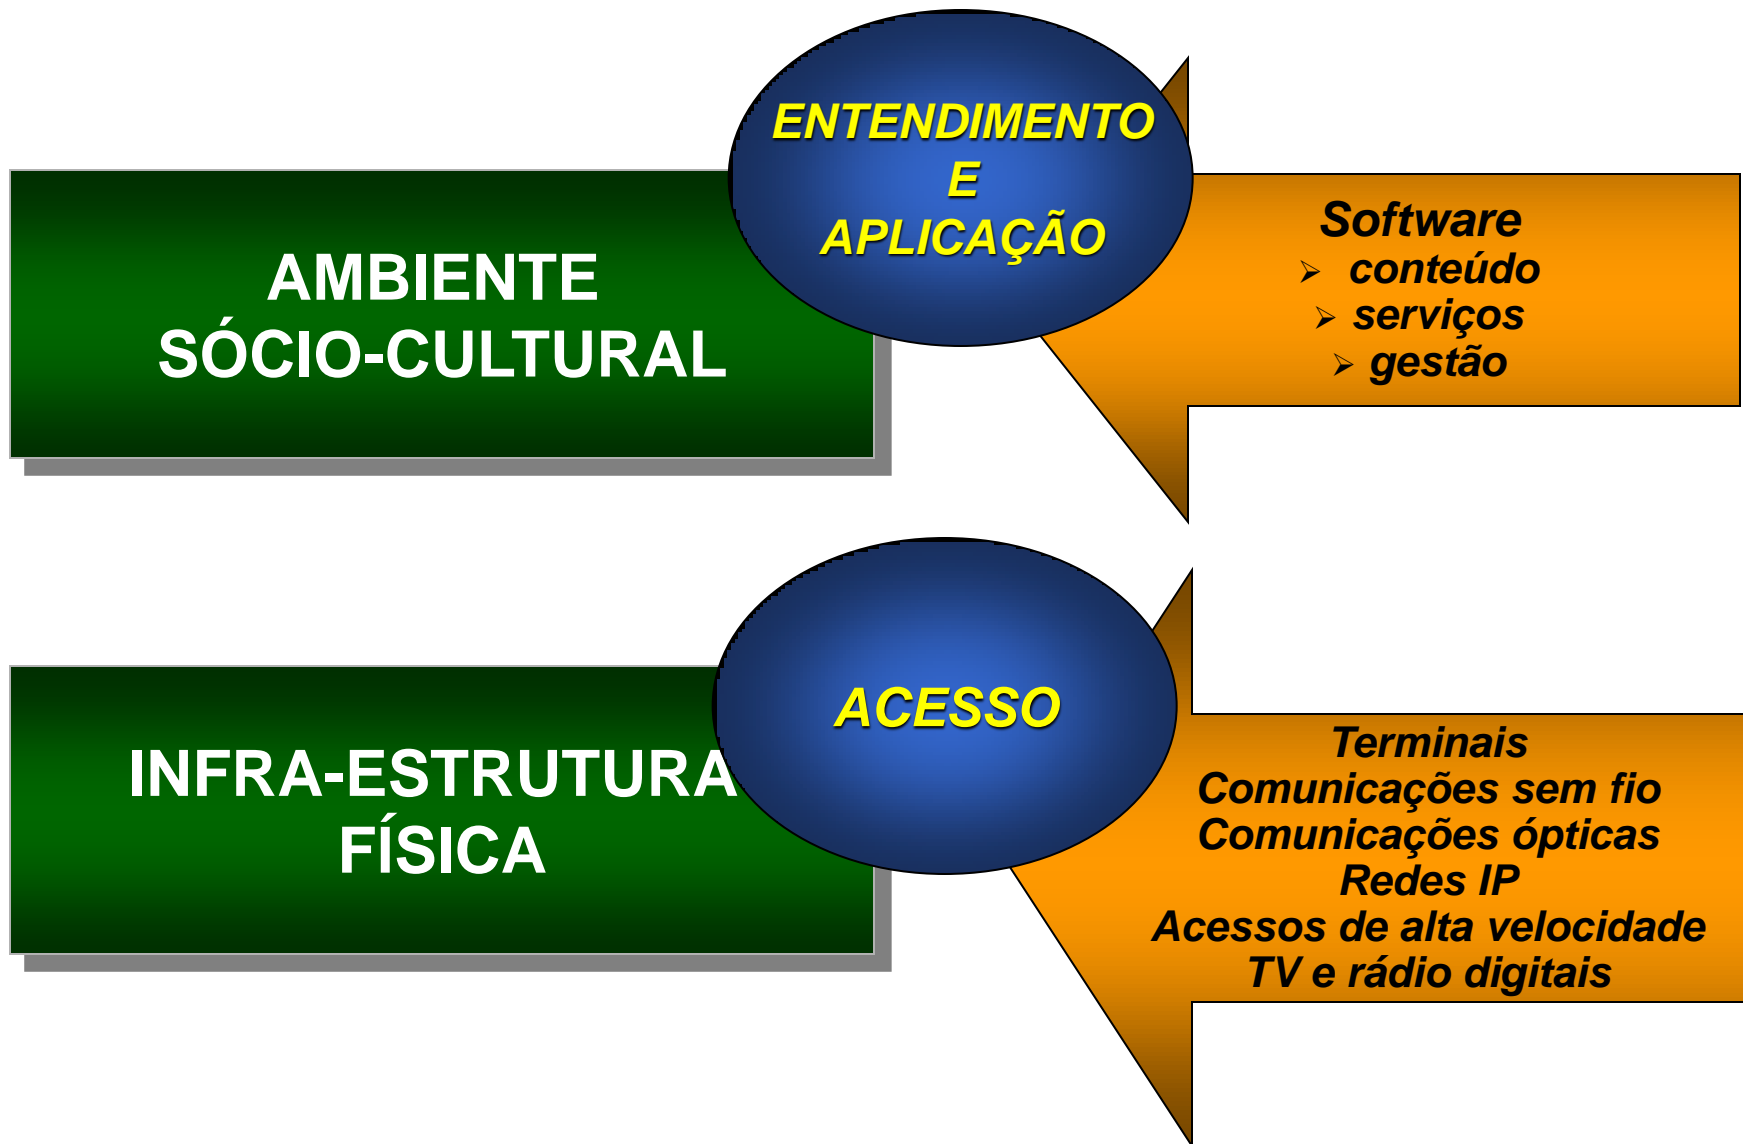 ENTENDIMENTO
E
APLICAÇÃO
AMBIENTE
SÓCIO-CULTURAL
Software
➢ conteúdo
➢ serviços
➢ gestão
ACESSO
INFRA-ESTRUTURA
FÍSICA
Terminais
Comunicações sem fio
Comunicações ópticas
Redes IP
Acessos de alta velocidade
TV e rádio digitais